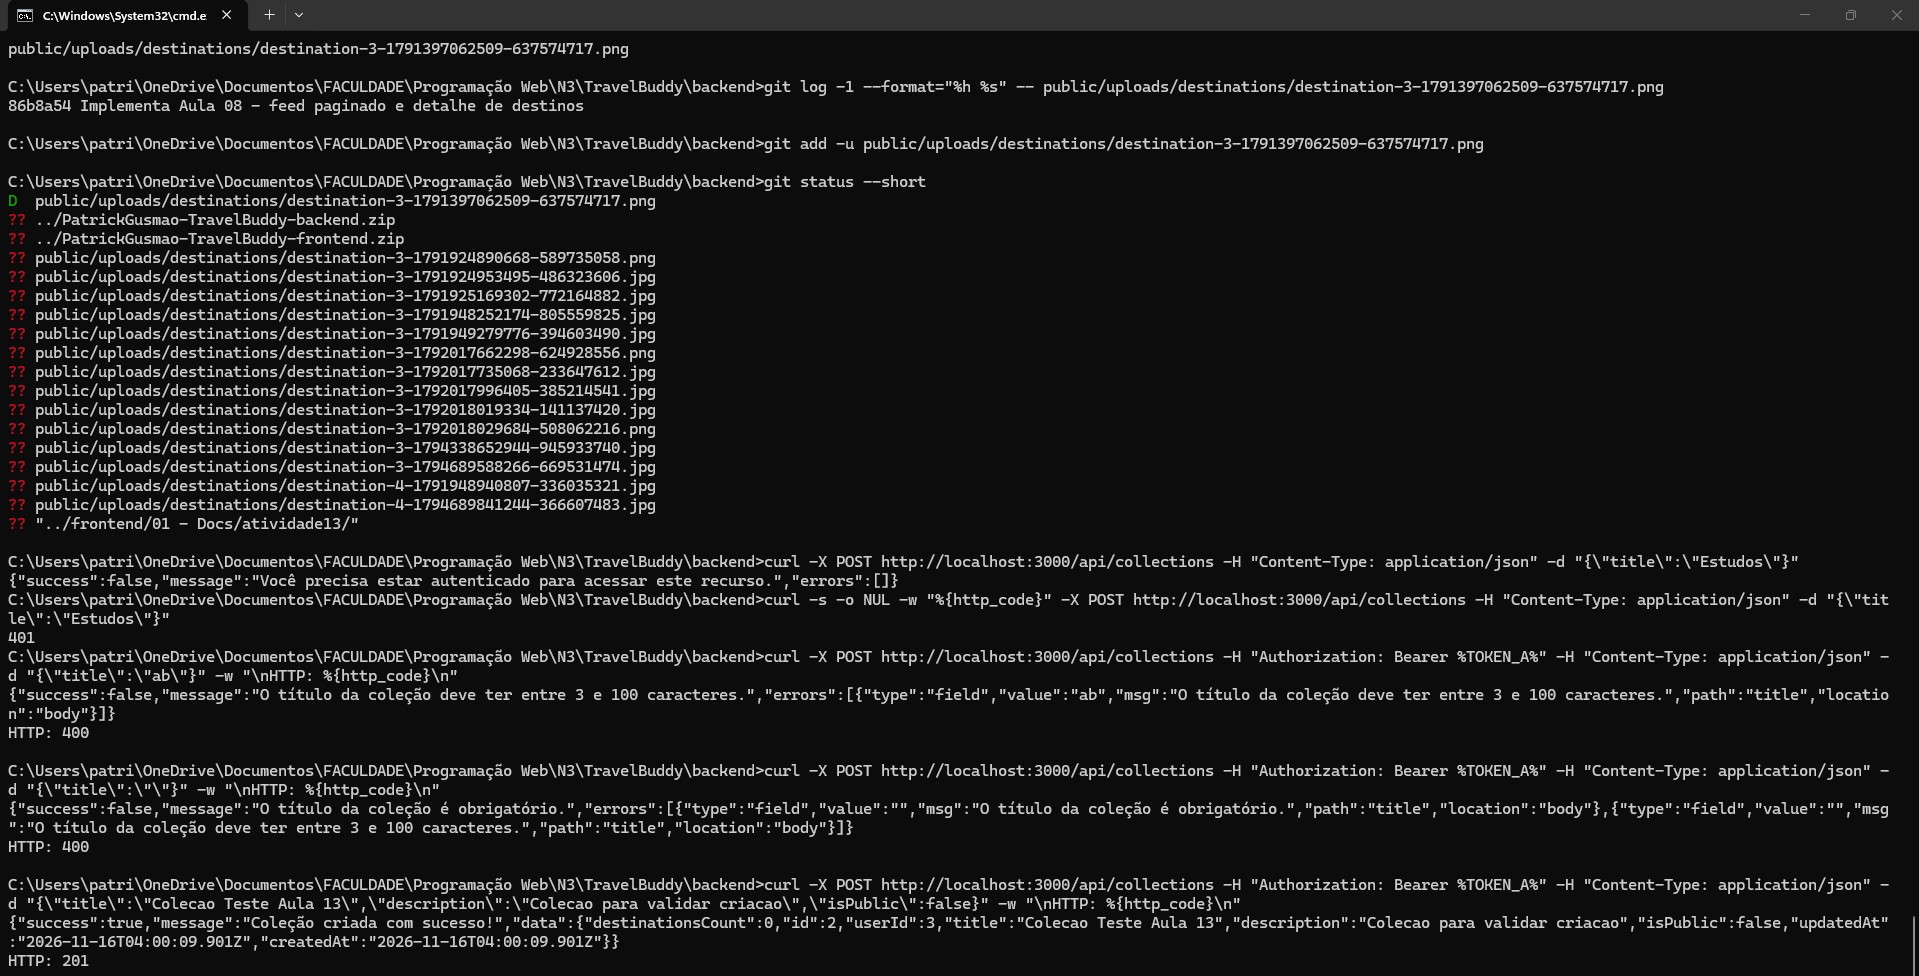 C:\Windows\System32\cmd.e
public/uploads/destinations/destination-3-1791397062509-637574717.png
C:\Users\patri\OneDrive\Documentos\FACULDADE\Programação Web\N3\TravelBuddy\backend>git log -1 --format="%h %s" -- public/uploads/destinations/destination-3-1791397062509-637574717.png
86b8a54 Implementa Aula 08 - feed paginado e detalhe de destinos
C:\Users\patri\OneDrive\Documentos\FACULDADE\Programação Web\N3\TravelBuddy\backend>git add -u public/uploads/destinations/destination-3-1791397062509-637574717.png
C:\Users\patri\OneDrive\Documentos\FACULDADE\Programação Web\N3\TravelBuddy\backend>git status --short
D  public/uploads/destinations/destination-3-1791397062509-637574717.png
?? ../PatrickGusmao-TravelBuddy-backend.zip
?? ../PatrickGusmao-TravelBuddy-frontend.zip
?? public/uploads/destinations/destination-3-1791924890668-589735058.png
?? public/uploads/destinations/destination-3-1791924953495-486323606.jpg
?? public/uploads/destinations/destination-3-1791925169302-772164882.jpg
?? public/uploads/destinations/destination-3-1791948252174-805559825.jpg
?? public/uploads/destinations/destination-3-1791949279776-394603490.jpg
?? public/uploads/destinations/destination-3-1792017662298-624928556.png
?? public/uploads/destinations/destination-3-1792017735068-233647612.jpg
?? public/uploads/destinations/destination-3-1792017996405-385214541.jpg
?? public/uploads/destinations/destination-3-1792018019334-141137420.jpg
?? public/uploads/destinations/destination-3-1792018029684-508062216.png
?? public/uploads/destinations/destination-3-1794338652944-945933740.jpg
?? public/uploads/destinations/destination-3-1794689588266-669531474.jpg
?? public/uploads/destinations/destination-4-1791948940807-336035321.jpg
?? public/uploads/destinations/destination-4-1794689841244-366607483.jpg
?? "../frontend/01 - Docs/atividade13/"
C:\Users\patri\OneDrive\Documentos\FACULDADE\Programação Web\N3\TravelBuddy\backend>curl -X POST http://localhost:3000/api/collections -H "Content-Type: application/json" -d "{\"title\":\"Estudos\"}"
{"success":false,"message":"Você precisa estar autenticado para acessar este recurso.","errors":[]}
C:\Users\patri\OneDrive\Documentos\FACULDADE\Programação Web\N3\TravelBuddy\backend>curl -s -o NUL -w "%{http_code}" -X POST http://localhost:3000/api/collections -H "Content-Type: application/json" -d "{\"tit
le\":\"Estudos\"}"
401
C:\Users\patri\OneDrive\Documentos\FACULDADE\Programação Web\N3\TravelBuddy\backend>curl -X POST http://localhost:3000/api/collections -H "Authorization: Bearer %TOKEN_A%" -H "Content-Type: application/json" -
d "{\"title\":\"ab\"}" -w "\nHTTP: %{http_code}\n"
{"success":false,"message":"O título da coleção deve ter entre 3 e 100 caracteres.","errors":[{"type":"field","value":"ab","msg":"O título da coleção deve ter entre 3 e 100 caracteres.","path":"title","locatio
n":"body"}]}
HTTP: 400
C:\Users\patri\OneDrive\Documentos\FACULDADE\Programação Web\N3\TravelBuddy\backend>curl -X POST http://localhost:3000/api/collections -H "Authorization: Bearer %TOKEN_A%" -H "Content-Type: application/json" -
d "{\"title\":\"\"}" -w "\nHTTP: %{http_code}\n"
{"success":false,"message":"O título da coleção é obrigatório.","errors":[{"type":"field","value":"","msg":"O título da coleção é obrigatório.","path":"title","location":"body"},{"type":"field","value":"","msg
":"O título da coleção deve ter entre 3 e 100 caracteres.","path":"title","location":"body"}]}
HTTP: 400
C:\Users\patri\OneDrive\Documentos\FACULDADE\Programação Web\N3\TravelBuddy\backend>curl -X POST http://localhost:3000/api/collections -H "Authorization: Bearer %TOKEN_A%" -H "Content-Type: application/json" -
d "{\"title\":\"Colecao Teste Aula 13\",\"description\":\"Colecao para validar criacao\",\"isPublic\":false}" -w "\nHTTP: %{http_code}\n"
{"success":true,"message":"Coleção criada com sucesso!","data":{"destinationsCount":0,"id":2,"userId":3,"title":"Colecao Teste Aula 13","description":"Colecao para validar criacao","isPublic":false,"updatedAt"
:"2026-11-16T04:00:09.901Z","createdAt":"2026-11-16T04:00:09.901Z"}}
HTTP: 201